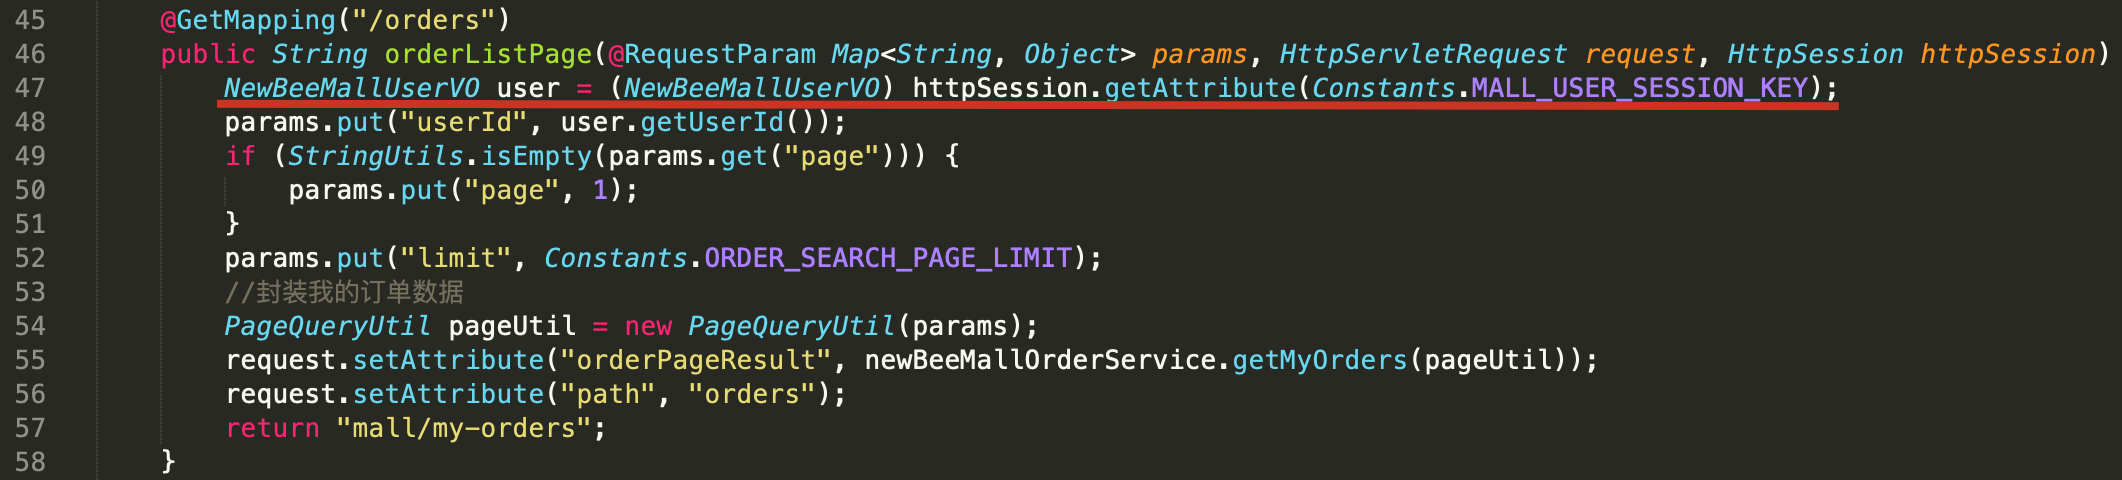 45 @GetMapping("/orders")
46 public String orderListPage(@RequestParam Map<String, Object> params, HttpServletRequest request, HttpSession httpSession)
47 NewBeeMallUserVO user = (NewBeeMallUserVO) httpSession.getAttribute(Constants.MALL_USER_SESSION_KEY);
48 params.put("userId", user.getUserId());
49 if (StringUtils.isEmpty(params.get("page"))) {
50 params.put("page", 1);
51 }
52 params.put("limit", Constants.ORDER_SEARCH_PAGE_LIMIT);
53 //封装我的订单数据
54 PageQueryUtil pageUtil = new PageQueryUtil(params);
55 request.setAttribute("orderPageResult", newBeeMallOrderService.getMyOrders(pageUtil));
56 request.setAttribute("path", "orders");
57 return "mall/my-orders";
58 }